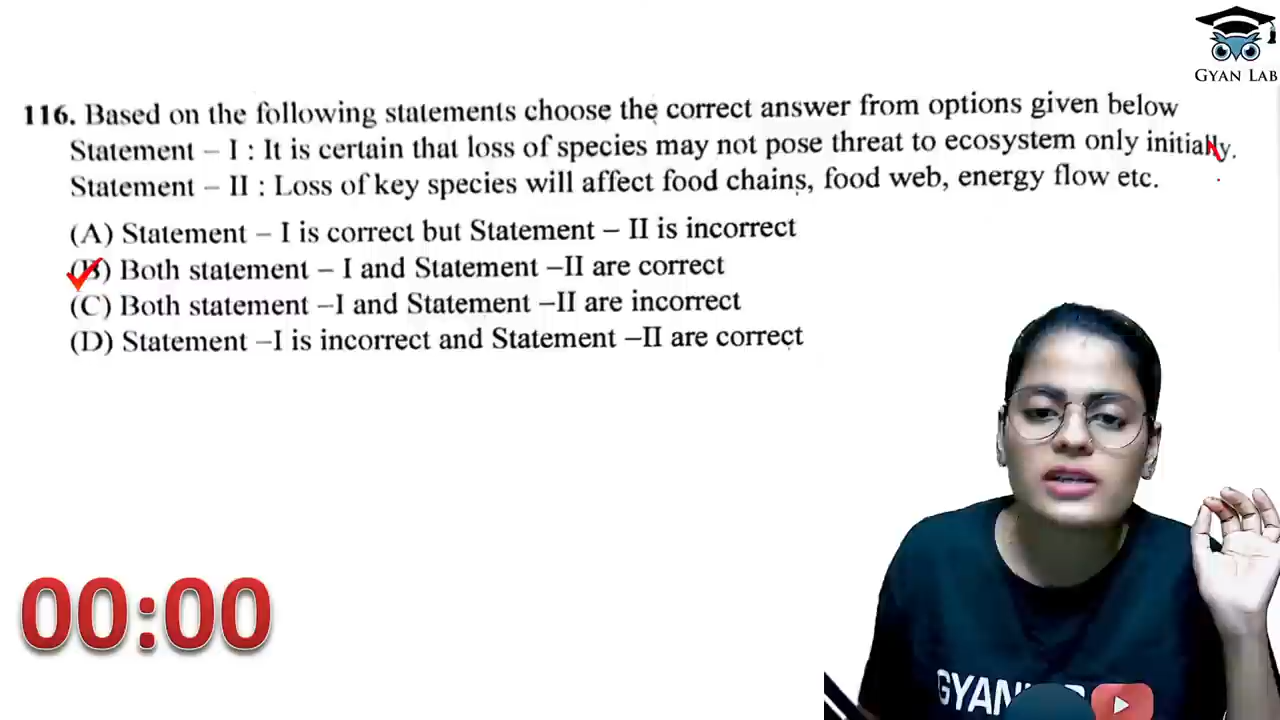 GYAN LAB
116. Based on the following statements choose the correct answer from options given below
Statement – I : It is certain that loss of species may not pose threat to ecosystem only initially.
Statement – II : Loss of key species will affect food chains, food web, energy flow etc.
(A) Statement – I is correct but Statement – II is incorrect
(B) Both statement – I and Statement –II are correct
(C) Both statement –I and Statement –II are incorrect
(D) Statement –I is incorrect and Statement –II are correct
00:00